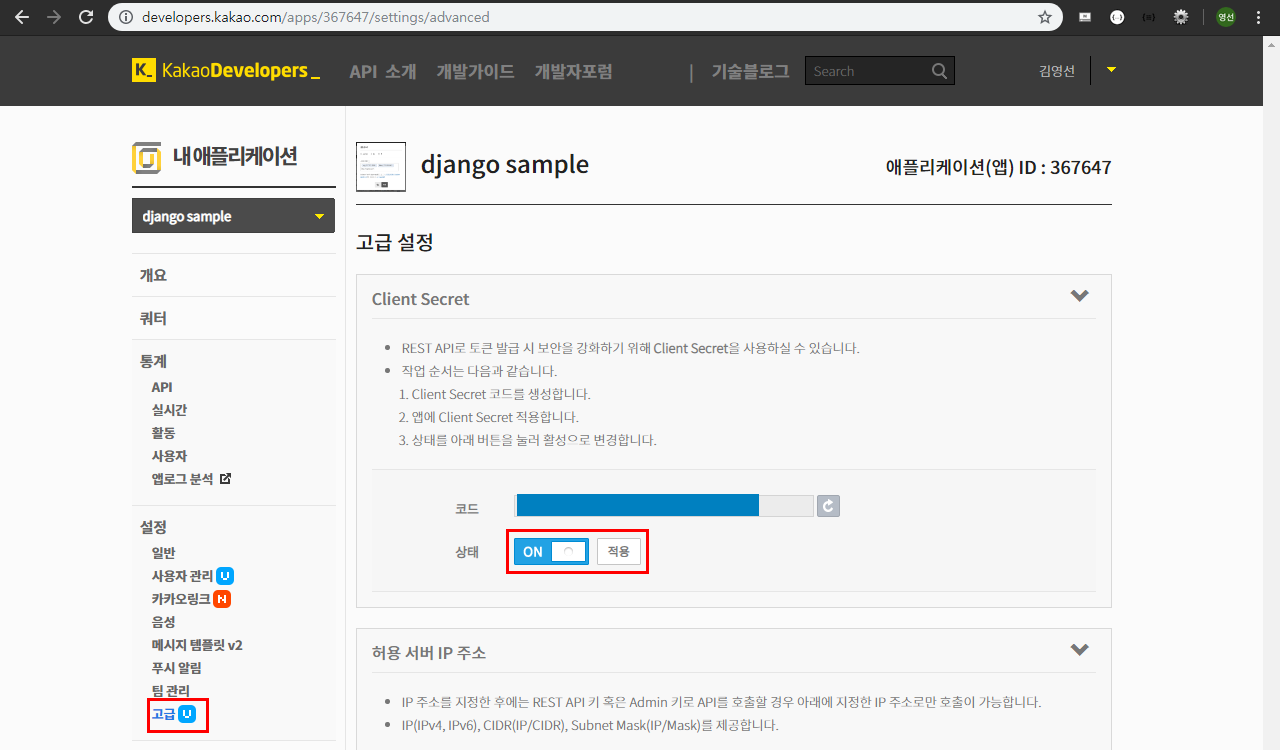 developers.kakao.com/apps/367647/settings/advanced
영선
KakaoDevelopers_
API 소개 개발가이드 개발자포럼 | 기술블로그 Search 김영선
내 애플리케이션
django sample
개요
쿼터
통계
API
실시간
활동
사용자
앱로그 분석
설정
일반
사용자 관리 U
카카오링크 N
음성
메시지 템플릿 v2
푸시 알림
팀 관리
고급 U
django sample
애플리케이션(앱) ID : 367647
고급 설정
Client Secret
REST API로 토큰 발급 시 보안을 강화하기 위해 Client Secret을 사용하실 수 있습니다.
작업 순서는 다음과 같습니다.
1. Client Secret 코드를 생성합니다.
2. 앱에 Client Secret 적용합니다.
3. 상태를 아래 버튼을 눌러 활성으로 변경합니다.
코드
상태 ON 적용
허용 서버 IP 주소
IP 주소를 지정한 후에는 REST API 키 혹은 Admin 키로 API를 호출할 경우 아래에 지정한 IP 주소로만 호출이 가능합니다.
IP(IPv4, IPv6), CIDR(IP/CIDR), Subnet Mask(IP/Mask)를 제공합니다.